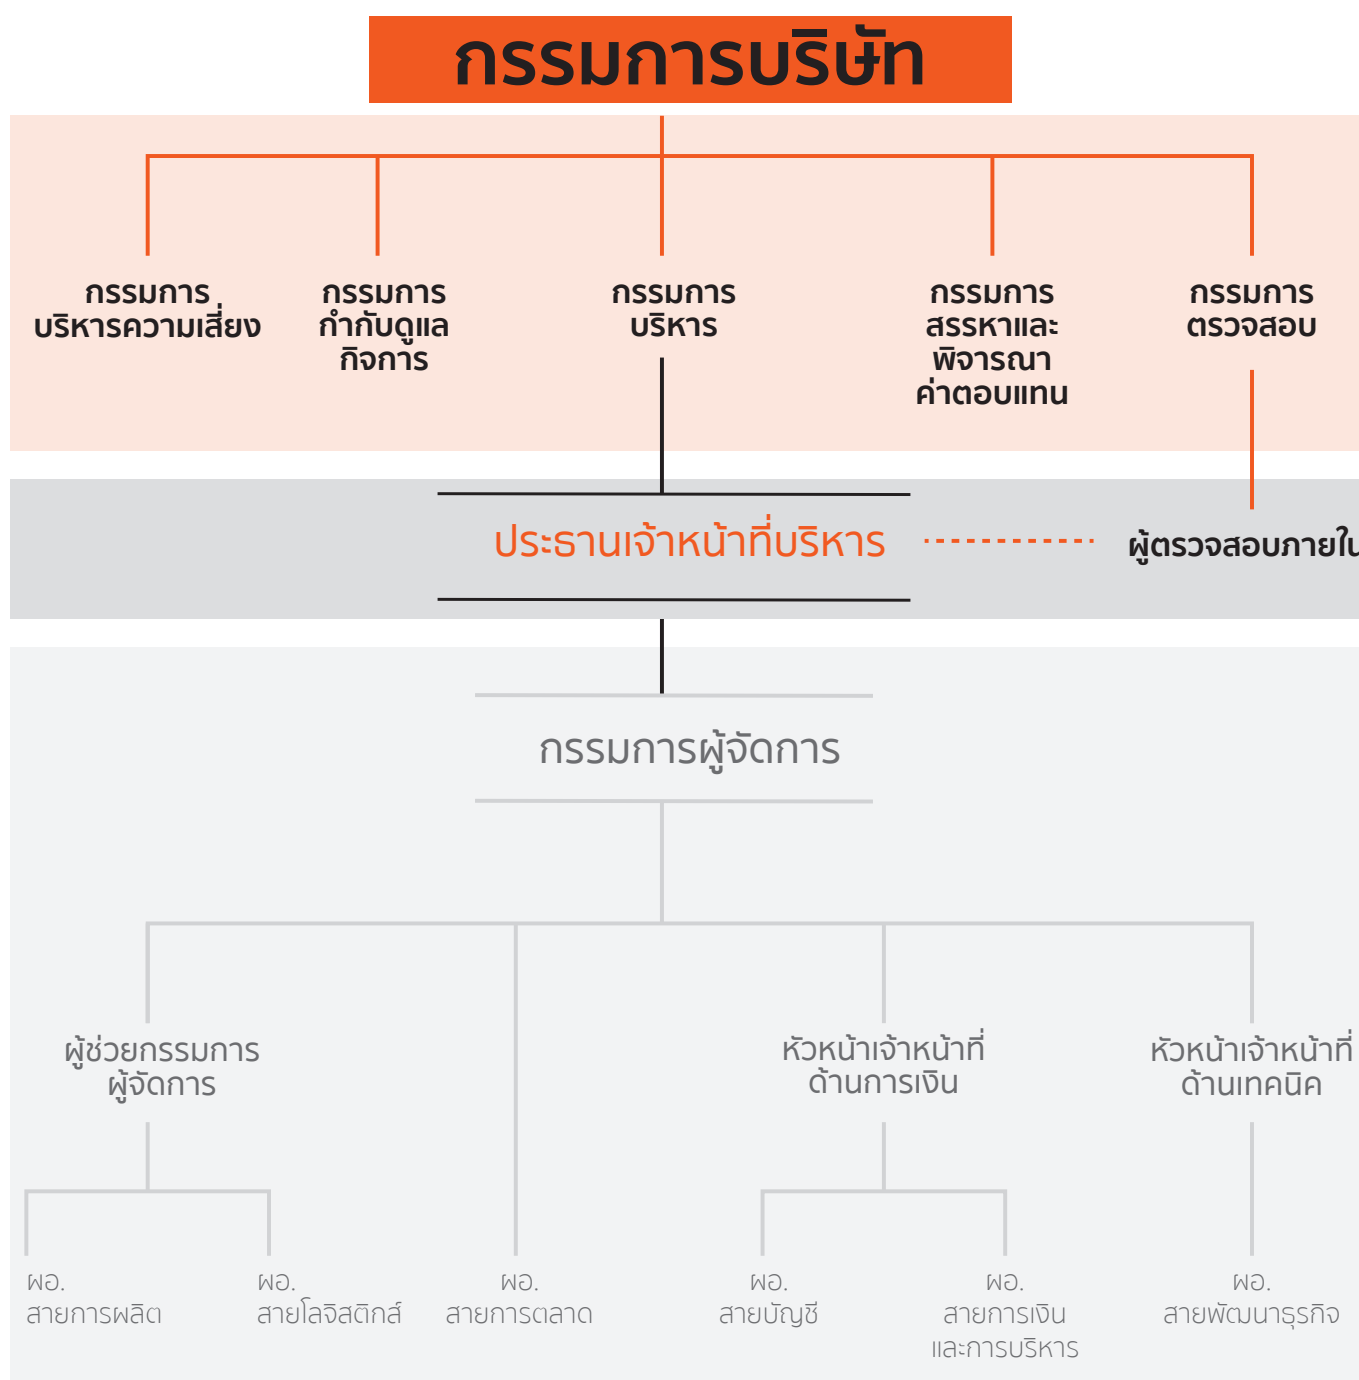 กรรมการบริษัท
กรรมการ
บริหารความเสี่ยง
กรรมการ
กำกับดูแล
กิจการ
กรรมการ
บริหาร
กรรมการ
สรรหาและ
พิจารณา
ค่าตอบแทน
กรรมการ
ตรวจสอบ
ประธานเจ้าหน้าที่บริหาร
ผู้ตรวจสอบภายใน
กรรมการผู้จัดการ
ผู้ช่วยกรรมการ
ผู้จัดการ
หัวหน้าเจ้าหน้าที่
ด้านการเงิน
หัวหน้าเจ้าหน้าที่
ด้านเทคนิค
ผอ.
สายการผลิต
ผอ.
สายโลจิสติกส์
ผอ.
สายการตลาด
ผอ.
สายบัญชี
ผอ.
สายการเงิน
และการบริหาร
ผอ.
สายพัฒนาธุรกิจ